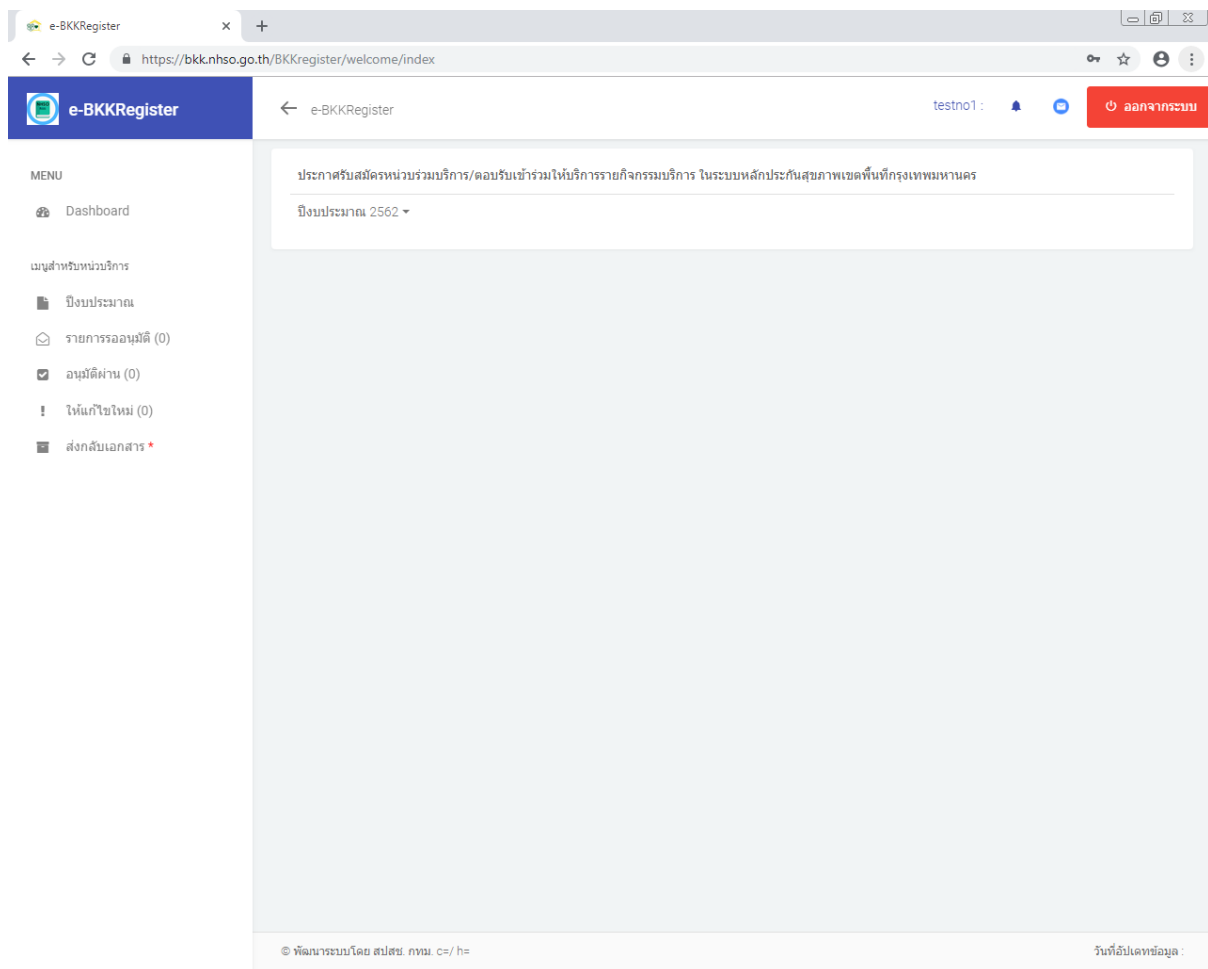 e-BKKRegister
https://bkk.nhso.go.th/BKKregister/welcome/index
e-BKKRegister
e-BKKRegister
testno1 :
ออกจากระบบ
MENU
Dashboard
เมนูสำหรับหน่วบริการ
ปีงบประมาณ
รายการรออนุมัติ (0)
อนุมัติผ่าน (0)
ให้แก้ไขใหม่ (0)
ส่งกลับเอกสาร *
ประกาศรับสมัครหน่วบร่วมบริการ/ตอบรับเข้าร่วมให้บริการรายกิจกรรมบริการ ในระบบหลักประกันสุขภาพเขตพื้นที่กรุงเทพมหานคร
ปีงบประมาณ 2562
© พัฒนาระบบโดย สปสช. กทม. c=/ h=
วันที่อัปเดทข้อมูล :